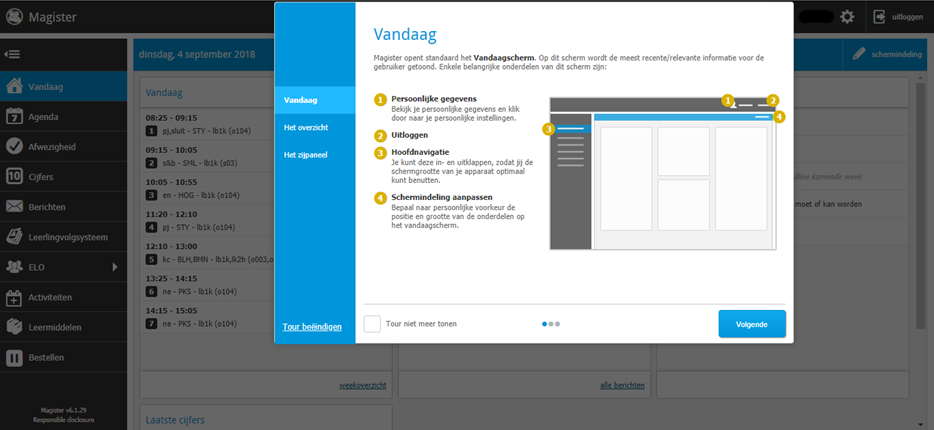 Magister
uitloggen
Vandaag
Agenda
Afwezigheid
10 Cijfers
Berichten
Leerlingvolgsysteem
ELO
Activiteiten
Leermiddelen
Bestellen
Magister v6.1.29
Responsible disclosure
dinsdag, 4 september 2018
schermindeling
Vandaag
08:25 - 09:15
1 pj,sluit - STY - lb1k (o104)
09:15 - 10:05
2 s&b - SML - lb1k (s03)
10:05 - 10:55
3 en - HOG - lb1k (o104)
11:20 - 12:10
4 pj - STY - lb1k (o104)
12:10 - 13:00
5 kc - BLH,BMN - lb1k,lk2h (o003,o
13:25 - 14:15
6 ne - PKS - lb1k (o104)
14:15 - 15:05
7 ne - PKS - lb1k (o104)
weekoverzicht
Laatste cijfers
alle berichten
dline komende week
moet of kan worden
Vandaag
Het overzicht
Het zijpaneel
Tour beëindigen
Vandaag
Magister opent standaard het Vandaagscherm. Op dit scherm wordt de meest recente/relevante informatie voor de
gebruiker getoond. Enkele belangrijke onderdelen van dit scherm zijn:
1 Persoonlijke gegevens
Bekijk je persoonlijke gegevens en klik
door naar je persoonlijke instellingen.
2 Uitloggen
3 Hoofdnavigatie
Je kunt deze in- en uitklappen, zodat jij de
schermgrootte van je apparaat optimaal
kunt benutten.
4 Schermindeling aanpassen
Bepaal naar persoonlijke voorkeur de
positie en grootte van de onderdelen op
het vandaagscherm.
1
2
3
4
Tour niet meer tonen
Volgende